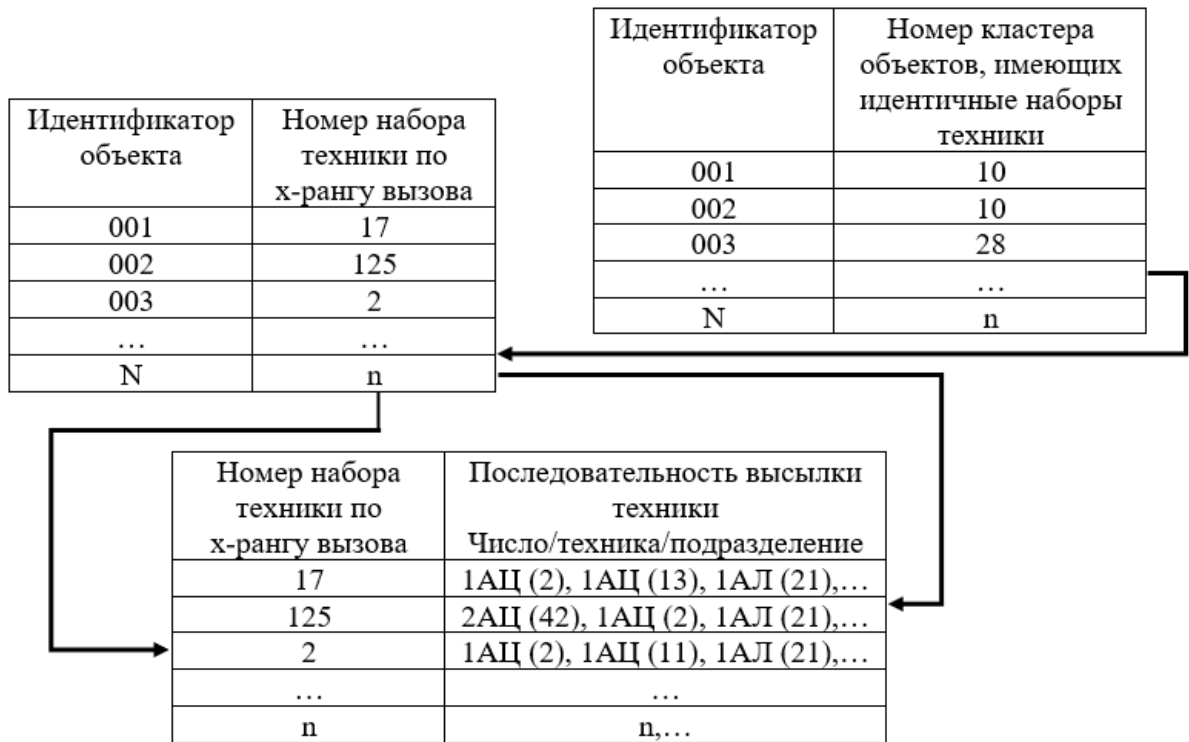 Идентификатор
объекта
Номер кластера
объектов, имеющих
идентичные наборы
техники
001 10
002 10
003 28
… …
N n
Идентификатор
объекта
Номер набора
техники по
х-рангу вызова
001 17
002 125
003 2
… …
N n
Номер набора
техники по
х-рангу вызова
Последовательность высылки
техники
Число/техника/подразделение
17 1АЦ (2), 1АЦ (13), 1АЛ (21),…
125 2АЦ (42), 1АЦ (2), 1АЛ (21),…
2 1АЦ (2), 1АЦ (11), 1АЛ (21),…
… …
n n,…